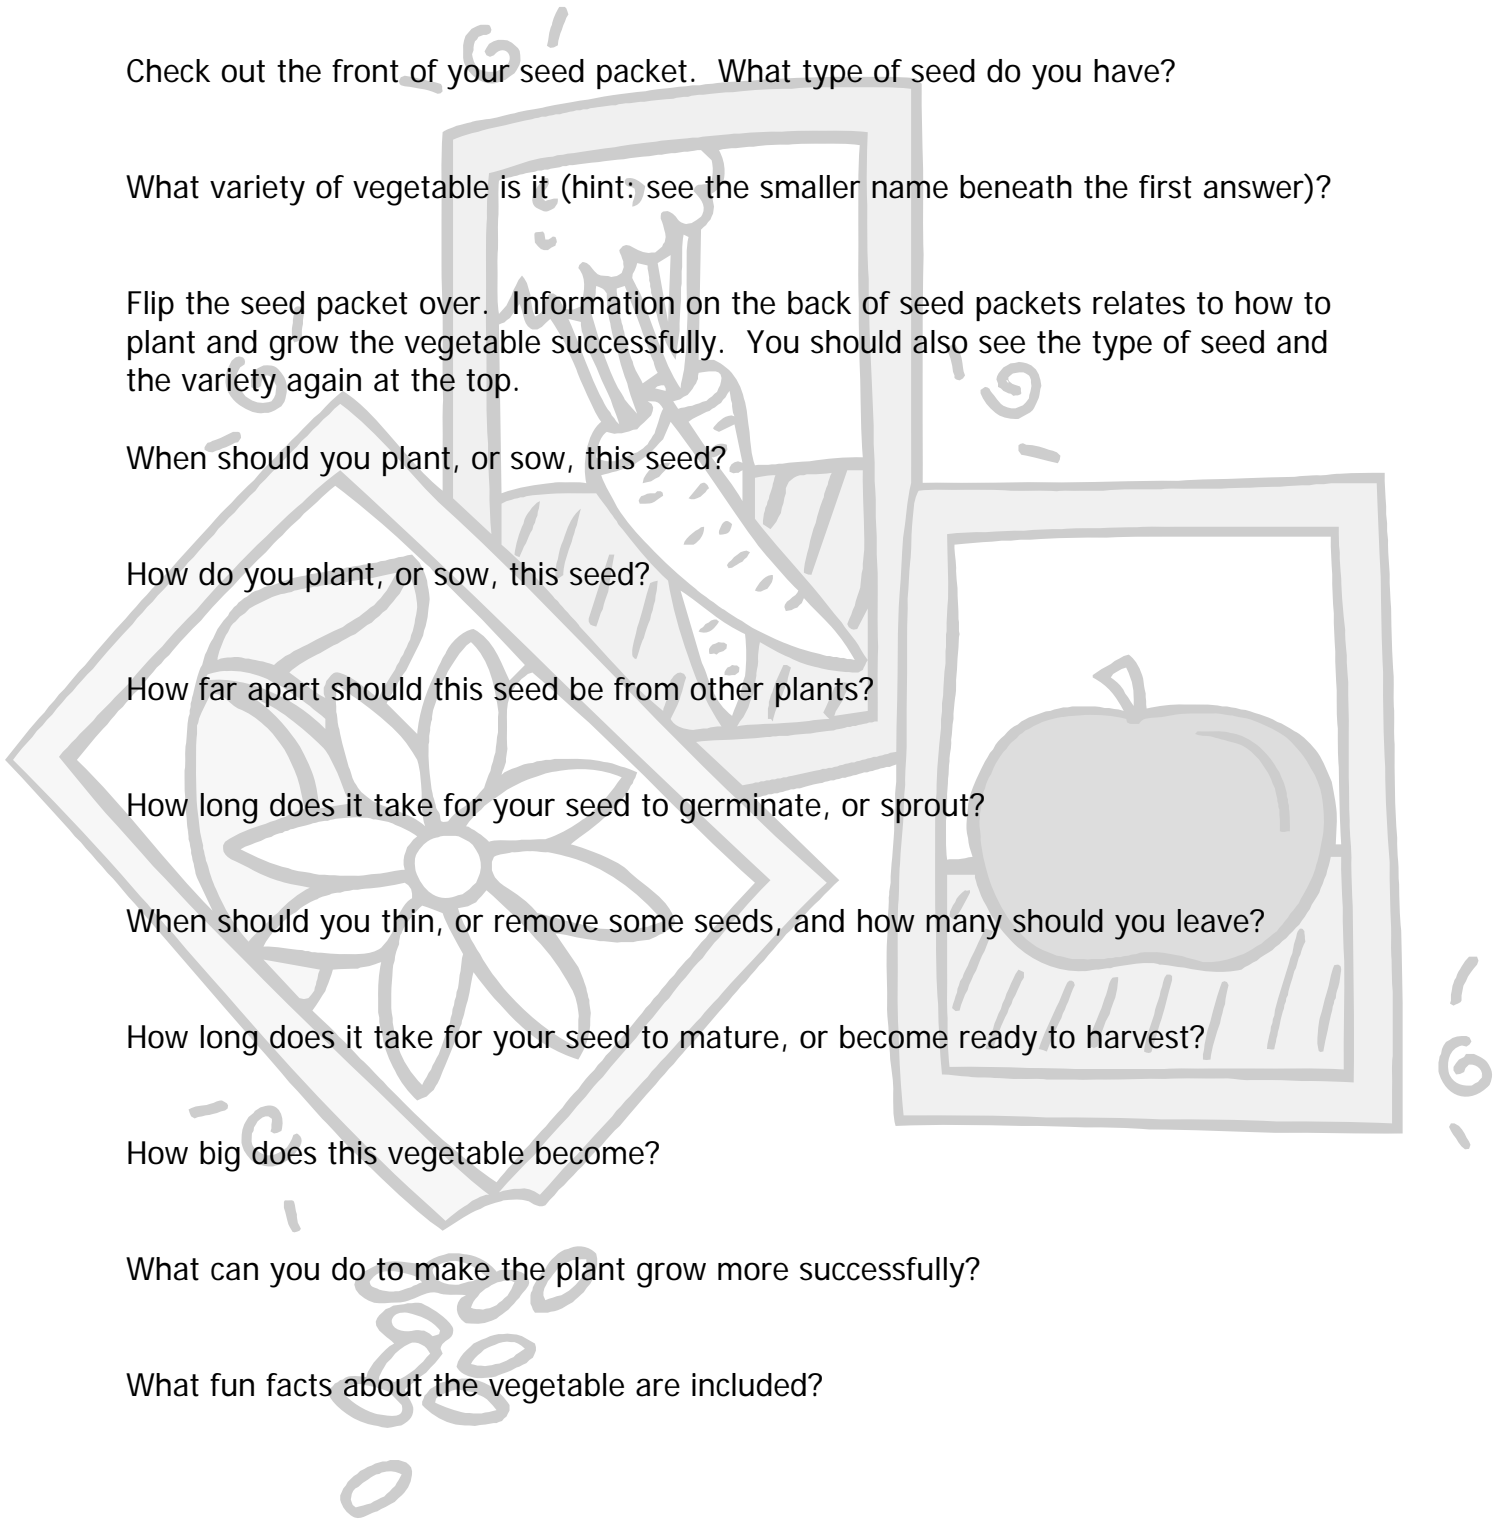 Check out the front of your seed packet.  What type of seed do you have?
What variety of vegetable is it (hint: see the smaller name beneath the first answer)?
Flip the seed packet over.  Information on the back of seed packets relates to how to
plant and grow the vegetable successfully.  You should also see the type of seed and
the variety again at the top.
When should you plant, or sow, this seed?
How do you plant, or sow, this seed?
How far apart should this seed be from other plants?
How long does it take for your seed to germinate, or sprout?
When should you thin, or remove some seeds, and how many should you leave?
How long does it take for your seed to mature, or become ready to harvest?
How big does this vegetable become?
What can you do to make the plant grow more successfully?
What fun facts about the vegetable are included?